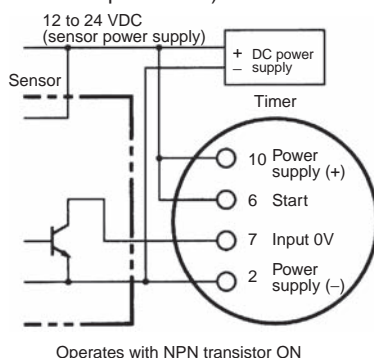 12 to 24 VDC
(sensor power supply)
+ DC power
− supply
Sensor
Timer
10 Power
supply (+)
6 Start
7 Input 0V
2 Power
supply (−)
Operates with NPN transistor ON